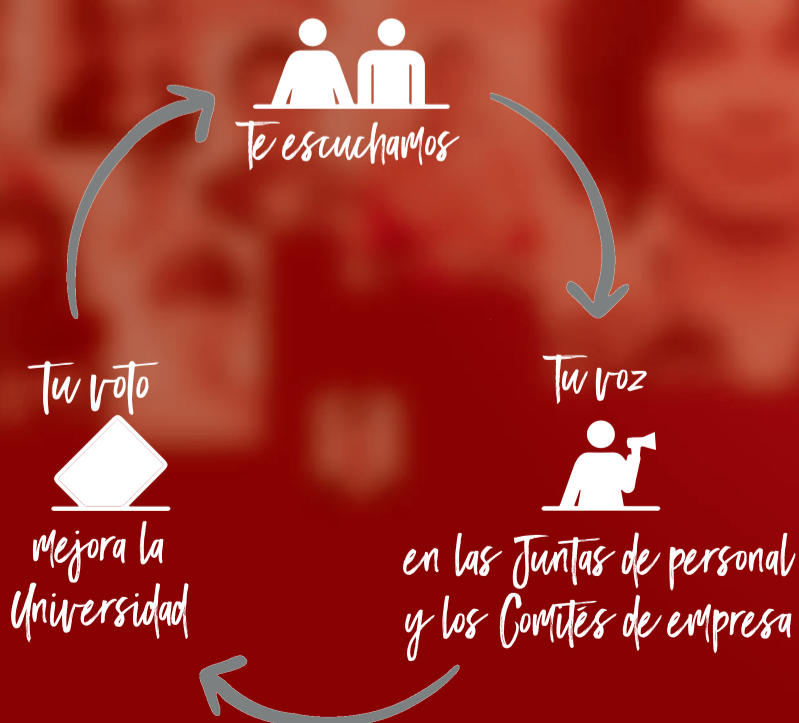 Te escuchamos
Tu voz
en las Juntas de personal
y los Comités de empresa
Tu voto
mejora la
Universidad